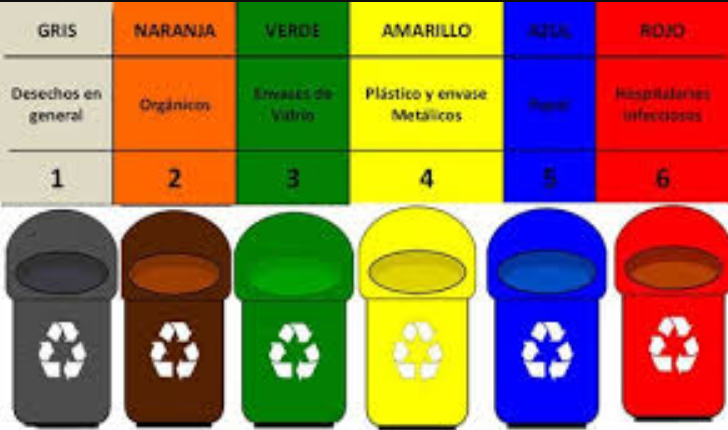 GRIS
NARANJA
VERDE
AMARILLO
AZUL
ROJO
Desechos en
general
Orgánicos
Envases de
Vidrio
Plástico y envase
Metálicos
Papel
Hospitalarios
infecciosos
1
2
3
4
5
6